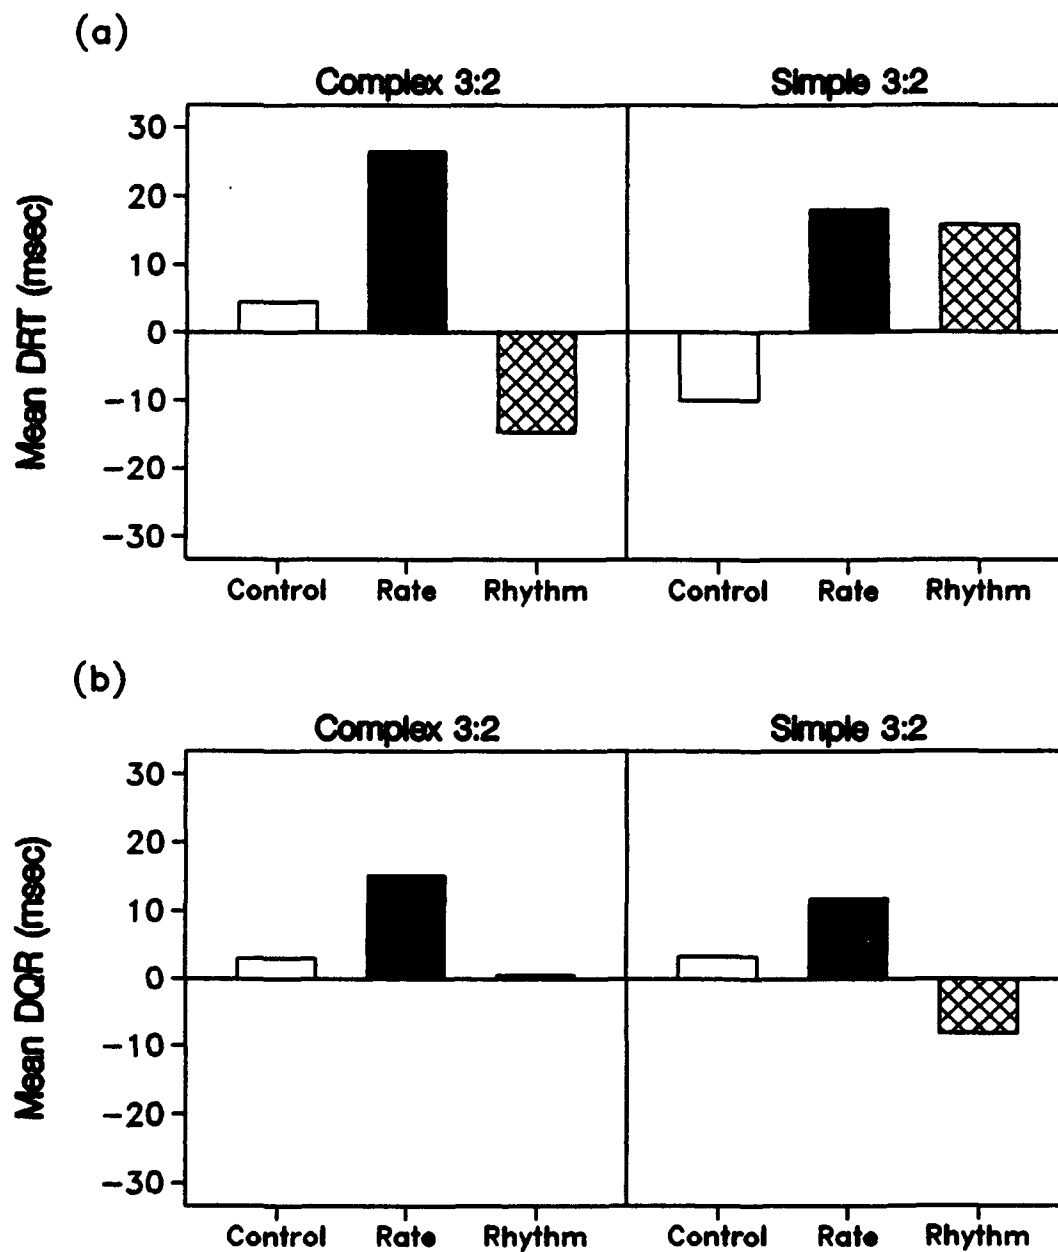 (a)
Complex 3:2 Simple 3:2
Mean DRT (msec)
30
20
10
0
-10
-20
-30
Control Rate Rhythm Control Rate Rhythm
(b)
Complex 3:2 Simple 3:2
Mean DQR (msec)
30
20
10
0
-10
-20
-30
Control Rate Rhythm Control Rate Rhythm